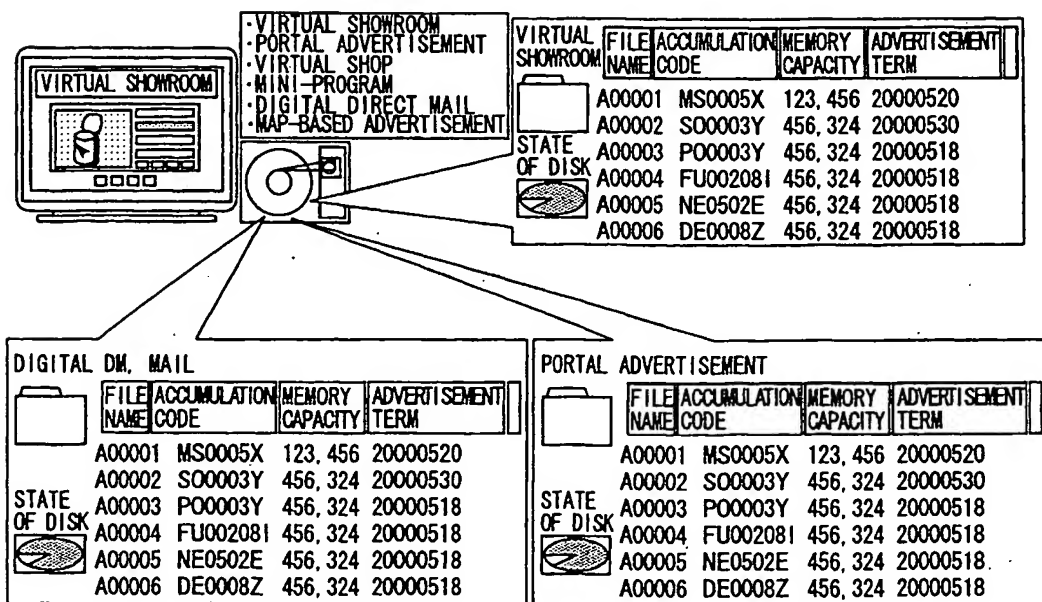 VIRTUAL SHOWROOM
·VIRTUAL SHOWROOM
·PORTAL ADVERTISEMENT
·VIRTUAL SHOP
·MINI-PROGRAM
·DIGITAL DIRECT MAIL
·MAP-BASED ADVERTISEMENT
VIRTUAL SHOWROOM
FILE NAME ACCUMULATION CODE MEMORY CAPACITY ADVERTISEMENT TERM
A00001 MS0005X 123,456 20000520
A00002 SO0003Y 456,324 20000530
A00003 PO0003Y 456,324 20000518
A00004 FU00208I 456,324 20000518
A00005 NE0502E 456,324 20000518
A00006 DE0008Z 456,324 20000518
STATE OF DISK
DIGITAL DM, MAIL
FILE NAME ACCUMULATION CODE MEMORY CAPACITY ADVERTISEMENT TERM
A00001 MS0005X 123,456 20000520
A00002 SO0003Y 456,324 20000530
A00003 PO0003Y 456,324 20000518
A00004 FU00208I 456,324 20000518
A00005 NE0502E 456,324 20000518
A00006 DE0008Z 456,324 20000518
STATE OF DISK
PORTAL ADVERTISEMENT
FILE NAME ACCUMULATION CODE MEMORY CAPACITY ADVERTISEMENT TERM
A00001 MS0005X 123,456 20000520
A00002 SO0003Y 456,324 20000530
A00003 PO0003Y 456,324 20000518
A00004 FU00208I 456,324 20000518
A00005 NE0502E 456,324 20000518.
A00006 DE0008Z 456,324 20000518
STATE OF DISK